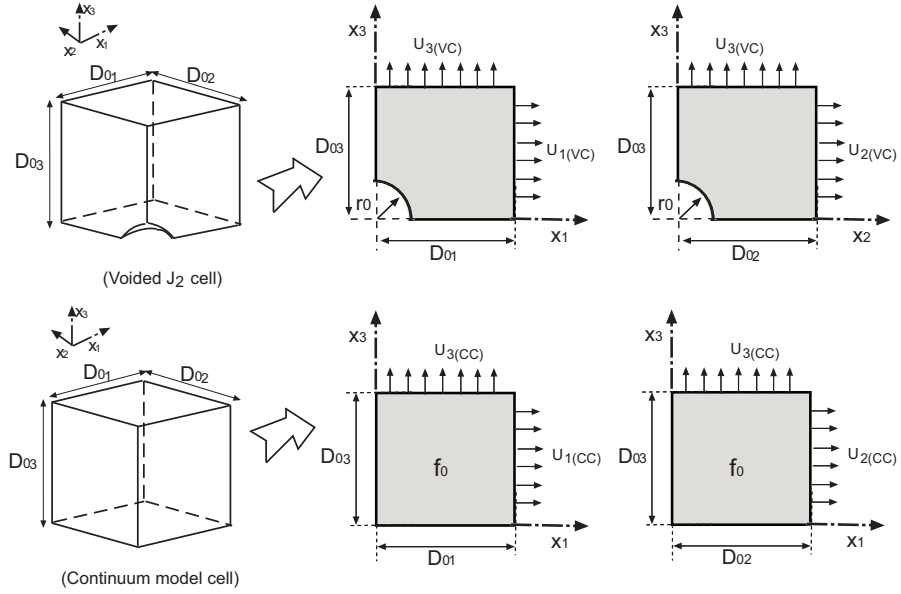 x3
x2
x1
D01
D02
D03
(Voided J2 cell)
x3
U3(VC)
D03
U1(VC)
r0
D01
x1
x3
U3(VC)
D03
U2(VC)
r0
D02
x2
x3
x2
x1
D01
D02
D03
(Continuum model cell)
x3
U3(CC)
D03
f0
U1(CC)
D01
x1
x3
U3(CC)
D03
f0
U2(CC)
D02
x1